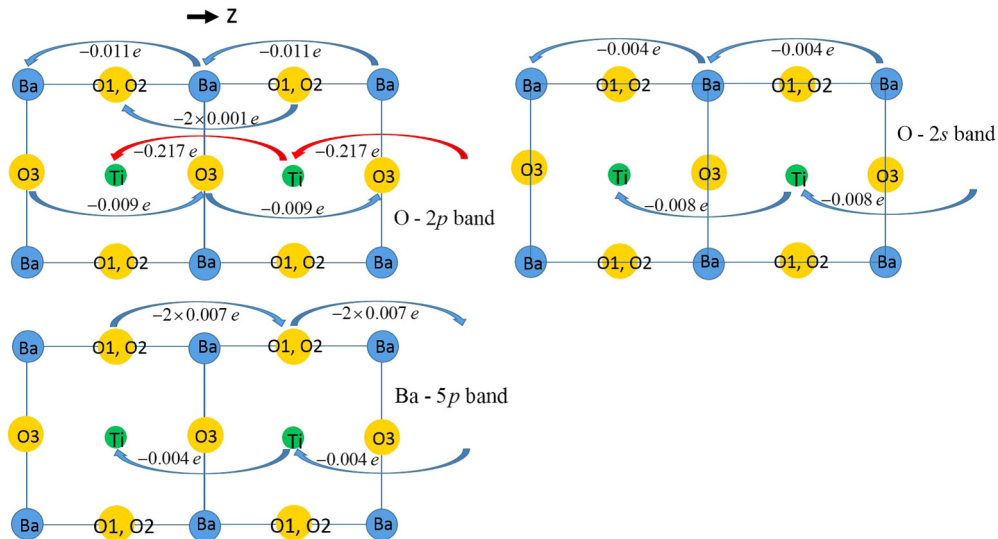 Z
−0.011 e −0.011 e
Ba O1, O2 Ba O1, O2 Ba
−2×0.001 e
−0.217 e −0.217 e
O3 Ti O3 Ti O3
−0.009 e −0.009 e
O - 2p band
Ba O1, O2 Ba O1, O2 Ba
−0.004 e −0.004 e
Ba O1, O2 Ba O1, O2 Ba
O - 2s band
O3 Ti O3 Ti O3
−0.008 e −0.008 e
Ba O1, O2 Ba O1, O2 Ba
−2×0.007 e −2×0.007 e
Ba O1, O2 Ba O1, O2 Ba
Ba - 5p band
O3 Ti O3 Ti O3
−0.004 e −0.004 e
Ba O1, O2 Ba O1, O2 Ba